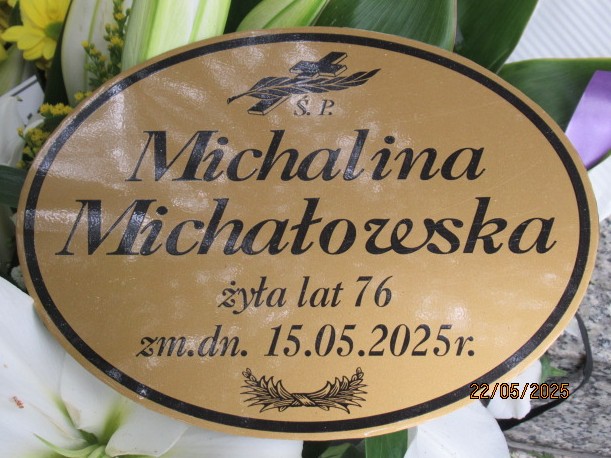 Ś. P.
Michalina
Michałowska
żyła lat 76
zm.dn. 15.05.2025r.
22/05/2025